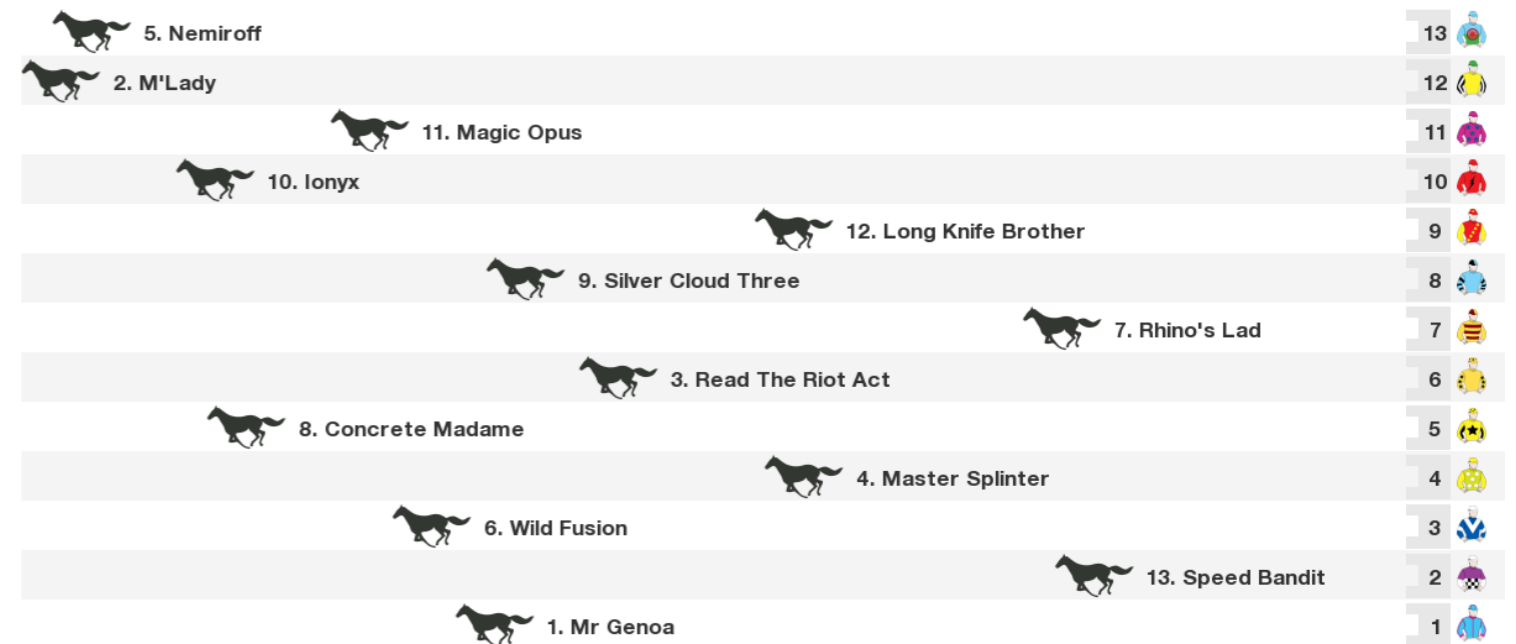 5. Nemiroff 13
2. M'Lady 12
11. Magic Opus 11
10. Ionyx 10
12. Long Knife Brother 9
9. Silver Cloud Three 8
7. Rhino's Lad 7
3. Read The Riot Act 6
8. Concrete Madame 5
4. Master Splinter 4
6. Wild Fusion 3
13. Speed Bandit 2
1. Mr Genoa 1